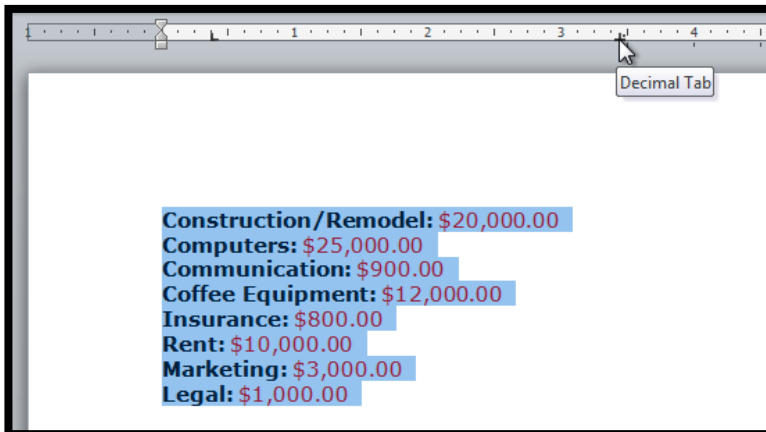 1 1 2 3 4
Decimal Tab
Construction/Remodel: $20,000.00
Computers: $25,000.00
Communication: $900.00
Coffee Equipment: $12,000.00
Insurance: $800.00
Rent: $10,000.00
Marketing: $3,000.00
Legal: $1,000.00